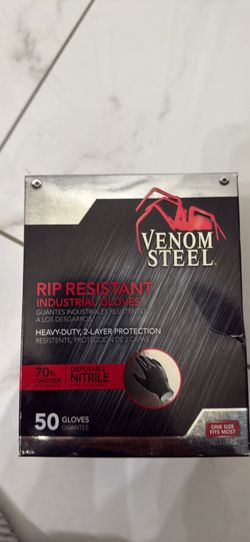 VENOM
STEEL®
RIP RESISTANT
INDUSTRIAL GLOVES
GUANTES INDUSTRIALES RESISTENTES
A LOS DESGARROS
HEAVY-DUTY, 2-LAYER PROTECTION
RESISTENTE, PROTECCIÓN DE 2 CAPAS
70%
THICKER
DISPOSABLE
NITRILE
50 GLOVES
GUANTES
ONE SIZE
FITS MOST